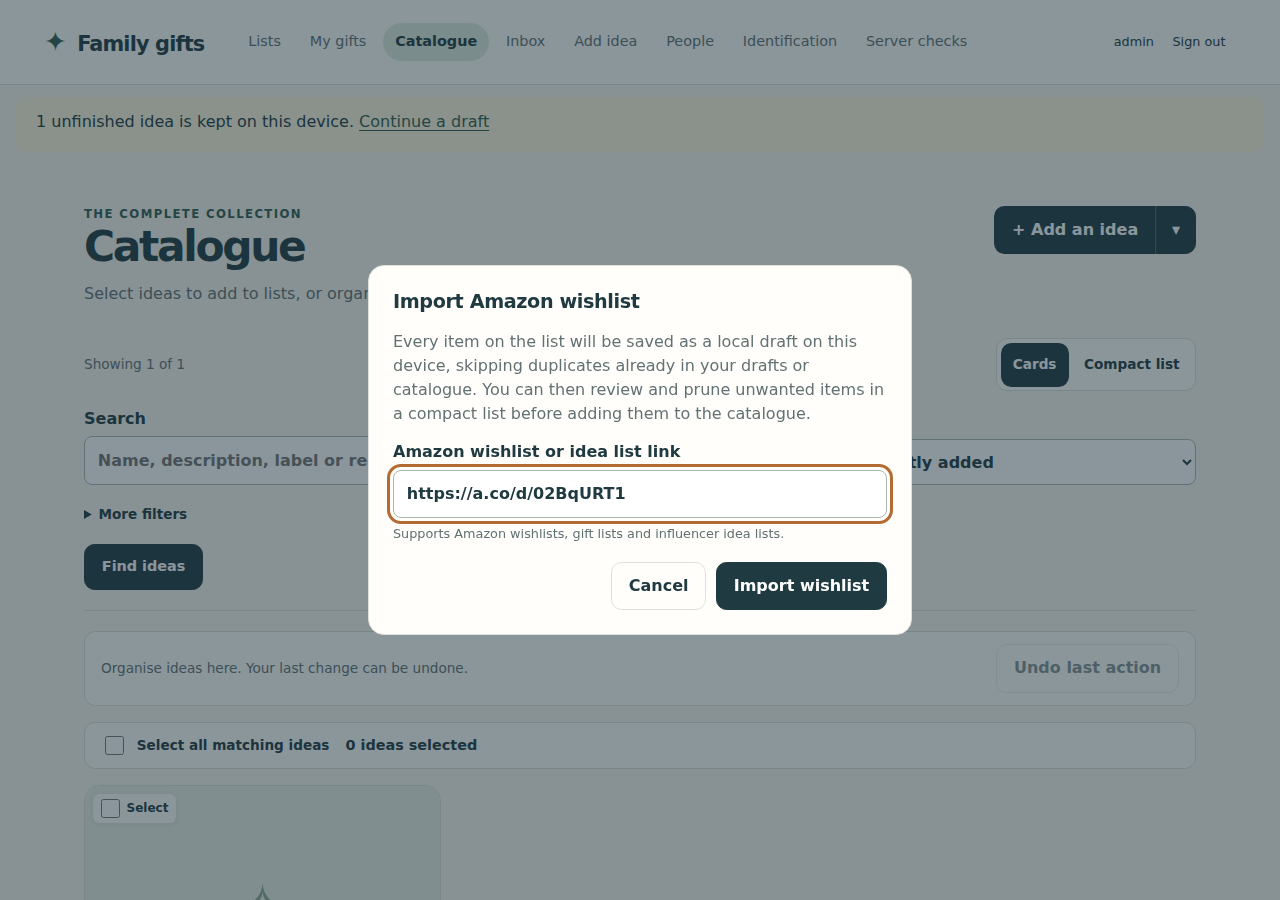 Family gifts
Lists
My gifts
Catalogue
Inbox
Add idea
People
Identification
Server checks
admin
Sign out
1 unfinished idea is kept on this device. Continue a draft
THE COMPLETE COLLECTION
Catalogue
+ Add an idea
Select ideas to add to lists, or organ
Showing 1 of 1
Cards
Compact list
Search
Name, description, label or re
tly added
More filters
Find ideas
Import Amazon wishlist
Every item on the list will be saved as a local draft on this
device, skipping duplicates already in your drafts or
catalogue. You can then review and prune unwanted items in
a compact list before adding them to the catalogue.
Amazon wishlist or idea list link
https://a.co/d/02BqURT1
Supports Amazon wishlists, gift lists and influencer idea lists.
Cancel
Import wishlist
Organise ideas here. Your last change can be undone.
Undo last action
Select all matching ideas
0 ideas selected
Select